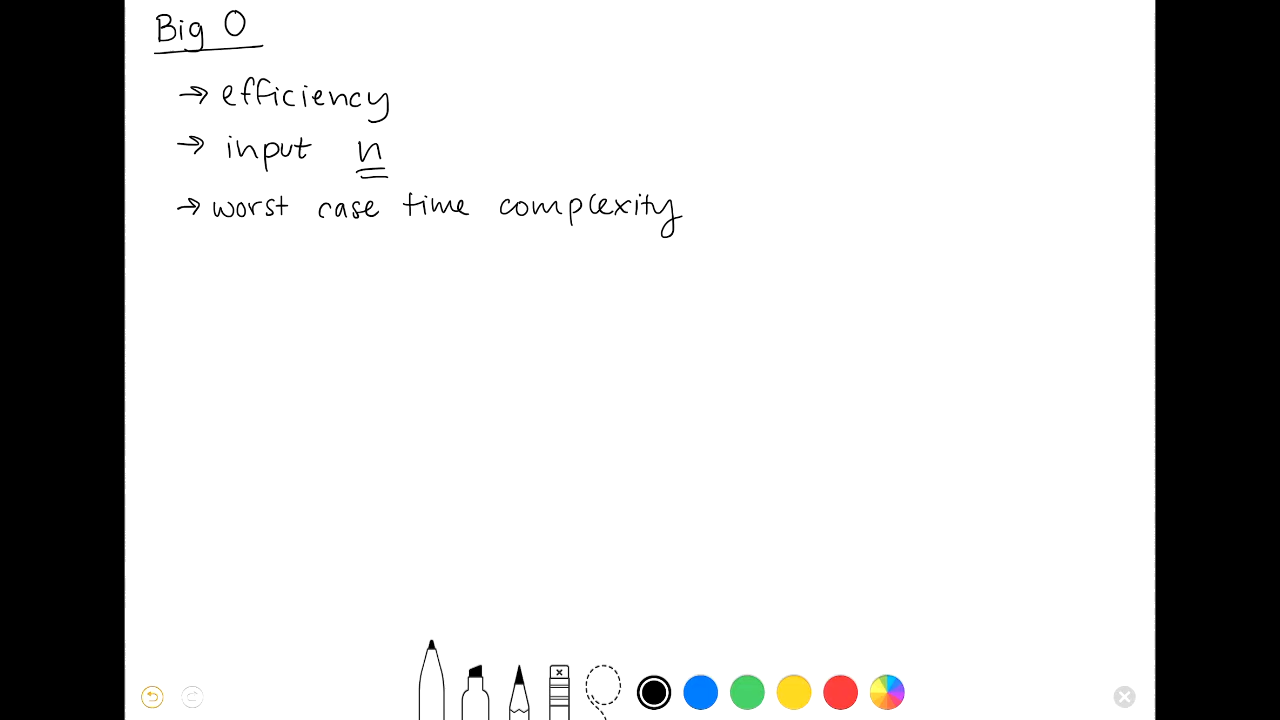 Big O
→ efficiency
→ input n
→ worst case time complexity